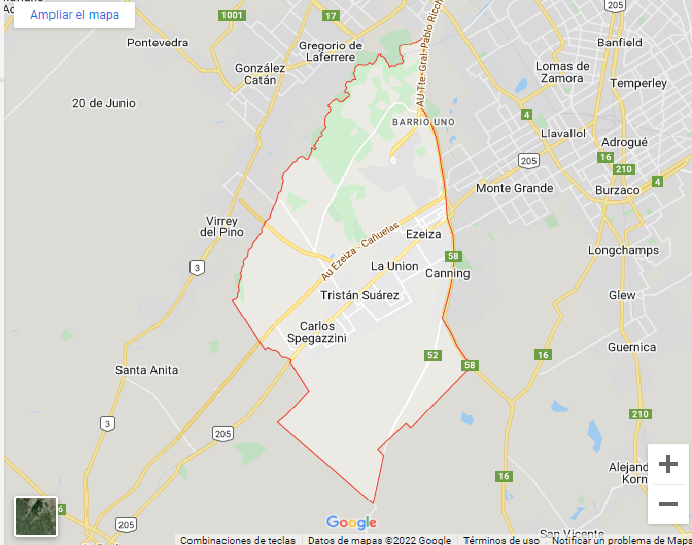 Ampliar el mapa
1001
205
Pontevedra
Gregorio de
Laferrere
Banfield
González
Catán
Lomas de
Zamora
Temperley
20 de Junio
AU Tte. Gral. Pablo Ricch
BARRIO UNO
4
Llavallol
Adrogué
16
205
210
4
Monte Grande
Burzaco
Virrey
del Pino
Ezeiza
Au Ezeiza - Cañuelas
Longchamps
58
3
La Union
Canning
Tristán Suárez
Glew
Carlos
Spegazzini
Guernica
52
16
58
Santa Anita
3
210
205
Alejand
Korn
16
205
Google
San Vicente
Combinaciones de teclas
Datos de mapas ©2022 Google
Términos de uso
Notificar un problema de Maps